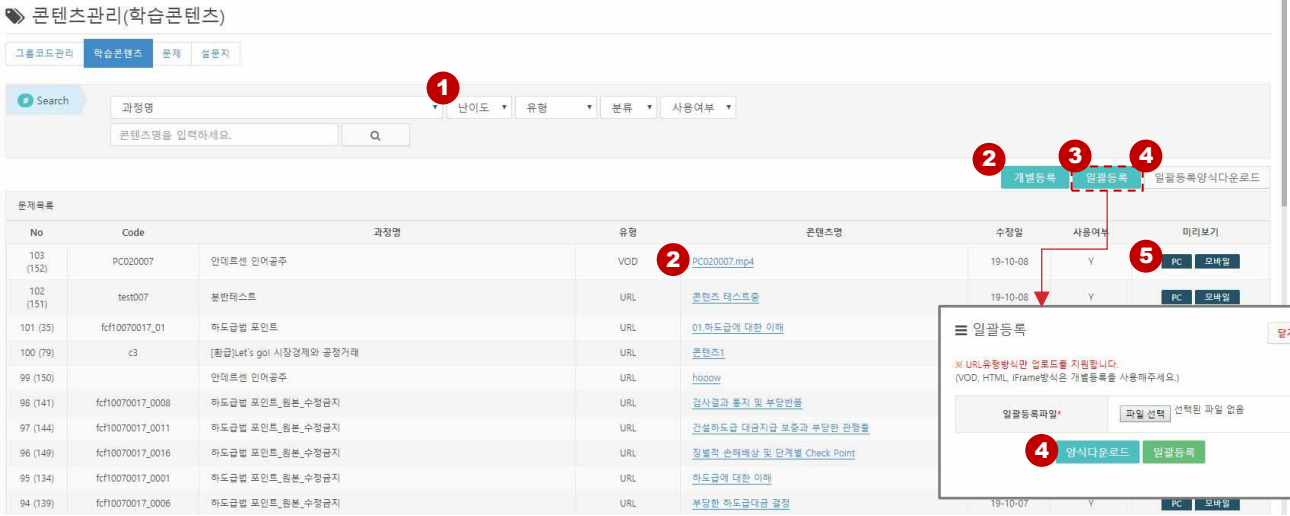 콘텐츠관리(학습콘텐츠)
그룹코드관리 학습콘텐츠 문제 설문지
# Search 과정명 1 난이도 유형 분류 사용여부
콘텐츠명을 입력하세요.
2 개별등록 3 일괄등록 4 일괄등록양식다운로드
문제목록
No Code 과정명 유형 콘텐츠명 수정일 사용여부 미리보기
103 (152) PC020007 안데르센 인어공주 VOD 2 PC020007.mp4 19-10-08 Y 5 PC 모바일
102 (151) test007 분반테스트 URL 콘텐츠 테스트중 19-10-08 Y PC 모바일
101 (35) fcf10070017_01 하도급법 포인트 URL 01.하도급에 대한 이해
100 (79) c3 [환급]Let's go! 시장경제와 공정거래 URL 콘텐츠1
99 (150) 안데르센 인어공주 URL hooow
98 (141) fcf10070017_0008 하도급법 포인트_원본_수정금지 URL 검사결과 통지 및 부당반품
97 (144) fcf10070017_0011 하도급법 포인트_원본_수정금지 URL 건설하도급 대금지급 보증과 부당한 관행들
96 (149) fcf10070017_0016 하도급법 포인트_원본_수정금지 URL 징벌적 손해배상 및 단계별 Check Point
95 (134) fcf10070017_0001 하도급법 포인트_원본_수정금지 URL 하도급에 대한 이해
94 (139) fcf10070017_0006 하도급법 포인트_원본_수정금지 URL 부당한 하도급대금 결정 19-10-07 Y PC 모바일
일괄등록
※ URL유형방식만 업로드를 지원합니다.
(VOD, HTML, iFrame방식은 개별등록을 사용해주세요.)
일괄등록파일* 파일 선택 선택된 파일 없음
4 양식다운로드 일괄등록